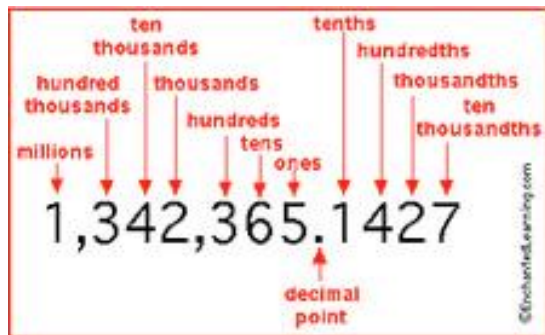 ten
thousands
tenths
hundredths
hundred
thousands
thousands
thousandths
hundreds
ten
thousandths
tens
millions
ones
1,342,365.1427
decimal
point
©EnchantedLearning.com